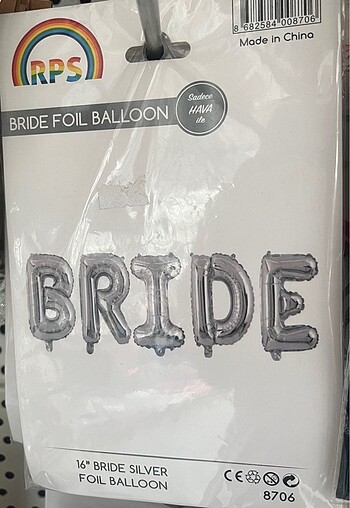 8 682584 008706
Made in China
RPS
BRIDE FOIL BALLOON
Sadece
HAVA
ile
BRIDE
16" BRIDE SILVER
FOIL BALLOON
CE
8706